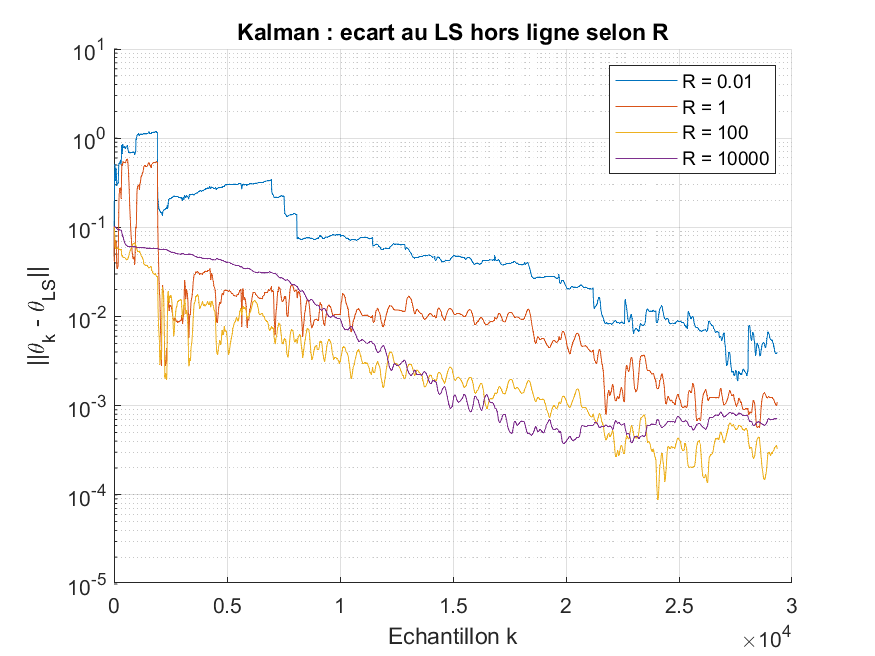 Kalman : ecart au LS hors ligne selon R
R = 0.01
R = 1
R = 100
R = 10000
10^1
10^0
10^-1
10^-2
10^-3
10^-4
10^-5
||θ_k - θ_LS||
0 0.5 1 1.5 2 2.5 3
×10^4
Echantillon k